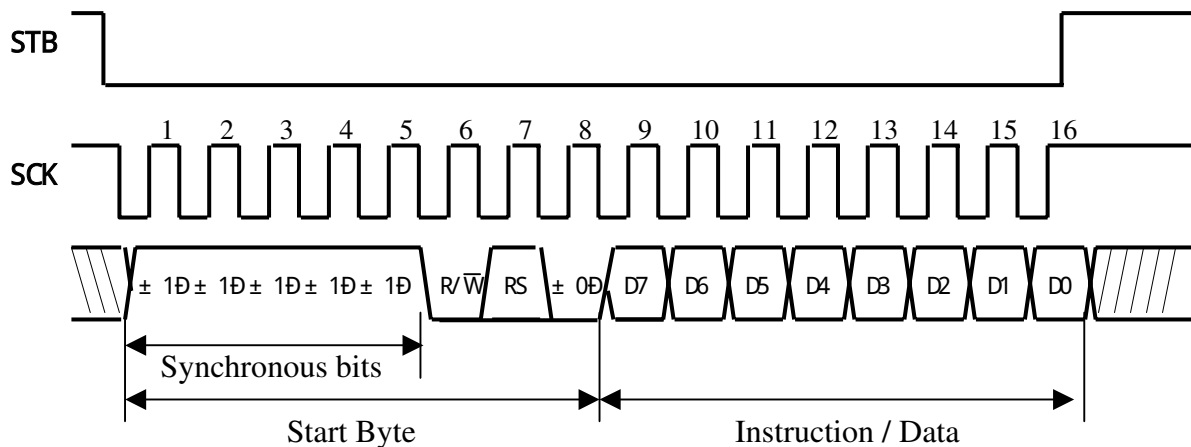 STB
1 2 3 4 5 6 7 8 9 10 11 12 13 14 15 16
SCK
± 1Ð ± 1Ð ± 1Ð ± 1Ð ± 1Ð R/W̅ RS ± 0Ð D7 D6 D5 D4 D3 D2 D1 D0
Synchronous bits
Start Byte Instruction / Data